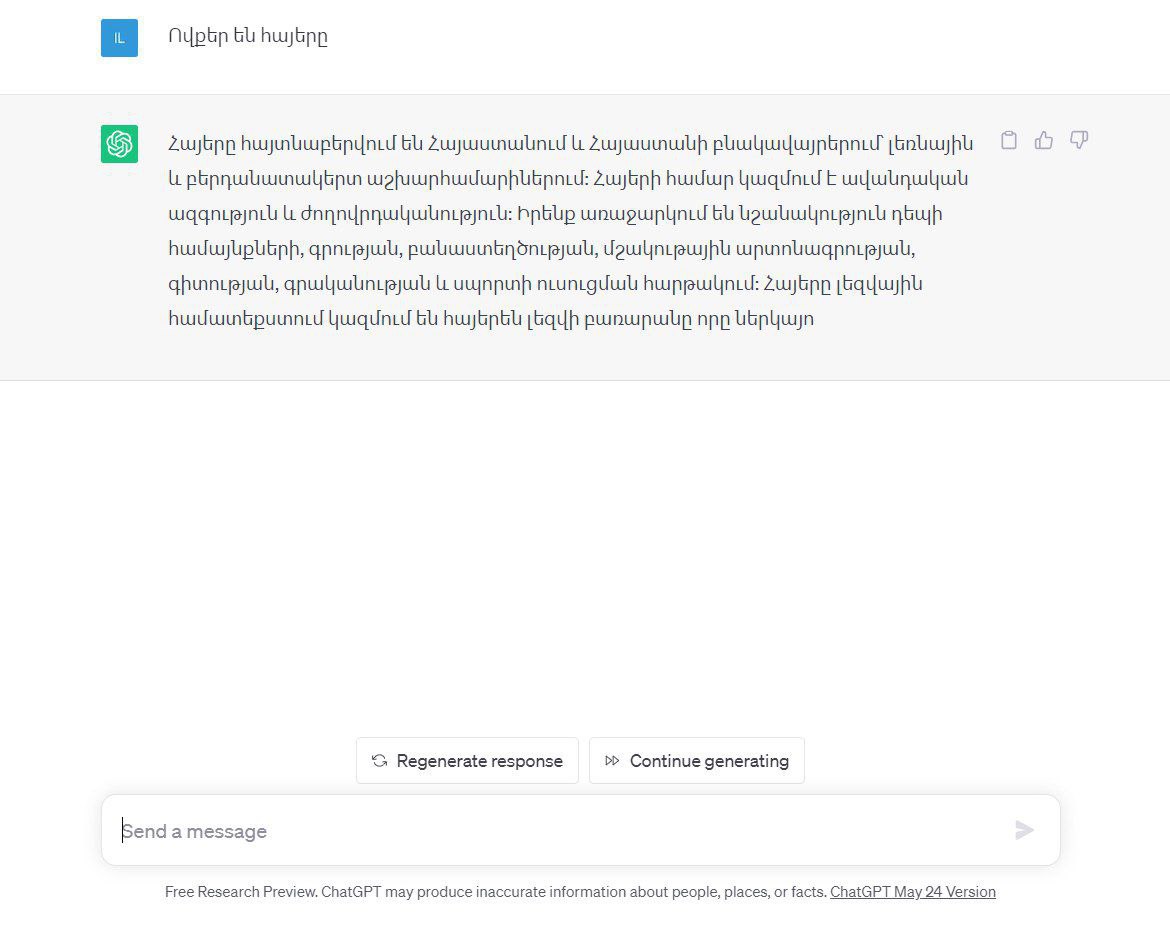 IL
Ովքեր են հայերը
Հայերը հայտնաբերվում են Հայաստանում և Հայաստանի բնակավայրերում՝ լեռնային
և բերդանատակերտ աշխարհամարիներում: Հայերի համար կազմում է ավանդական
ազգություն և ժողովրդականություն: Իրենք առաջարկում են նշանակություն դեպի
համայնքների, գրության, բանաստեղծության, մշակութային արտոնագրության,
գիտության, գրականության և սպորտի ուսուցման հարթակում: Հայերը լեզվային
համատեքստում կազմում են հայերեն լեզվի բառարանը որը ներկայո
Regenerate response
Continue generating
Send a message
Free Research Preview. ChatGPT may produce inaccurate information about people, places, or facts. ChatGPT May 24 Version